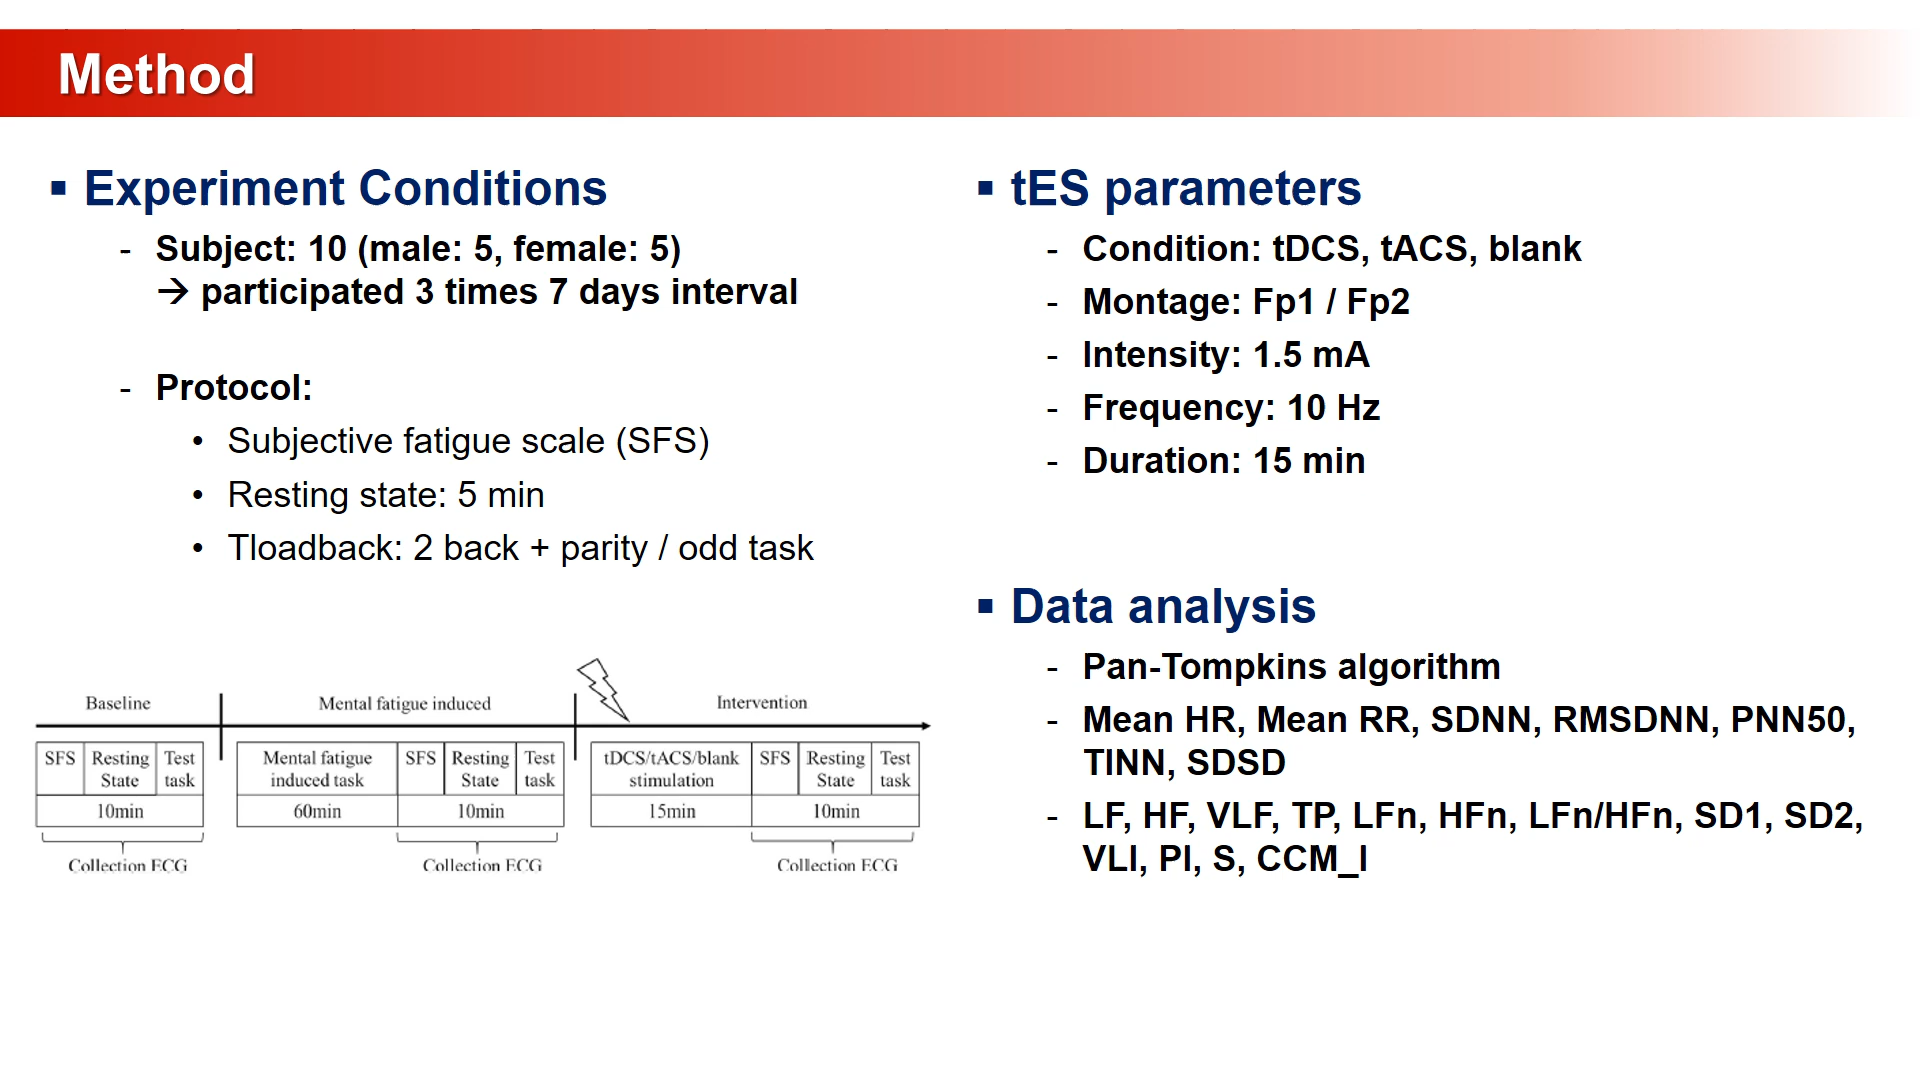 Method
▪ Experiment Conditions
- Subject: 10 (male: 5, female: 5)
→ participated 3 times 7 days interval
- Protocol:
• Subjective fatigue scale (SFS)
• Resting state: 5 min
• Tloadback: 2 back + parity / odd task
Baseline Mental fatigue induced Intervention
SFS Resting Test Mental fatigue SFS Resting Test tDCS/tACS/blank SFS Resting Test
State task induced task State task stimulation State task
10min 60min 10min 15min 10min
Collection ECG Collection ECG Collection ECG
▪ tES parameters
- Condition: tDCS, tACS, blank
- Montage: Fp1 / Fp2
- Intensity: 1.5 mA
- Frequency: 10 Hz
- Duration: 15 min
▪ Data analysis
- Pan-Tompkins algorithm
- Mean HR, Mean RR, SDNN, RMSDNN, PNN50,
TINN, SDSD
- LF, HF, VLF, TP, LFn, HFn, LFn/HFn, SD1, SD2,
VLI, PI, S, CCM_I